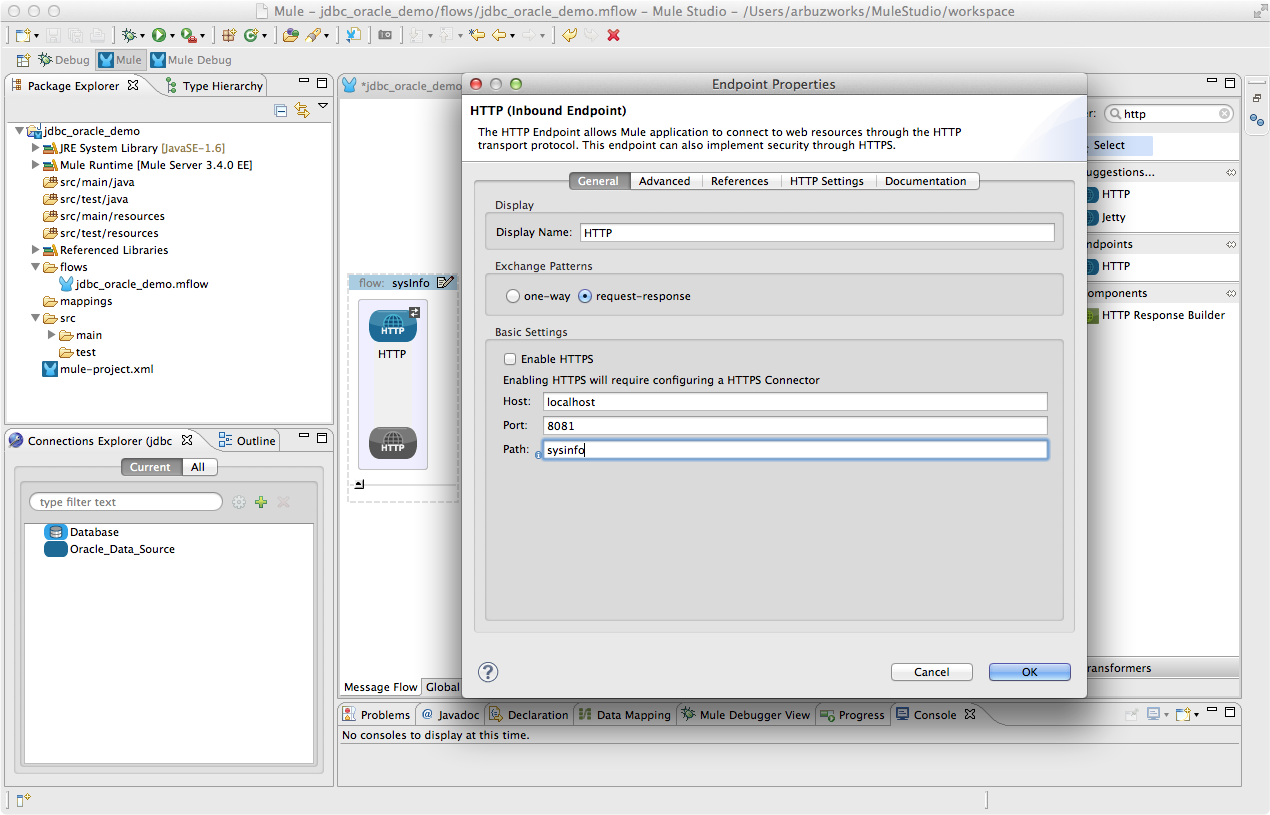 Mule – jdbc_oracle_demo/flows/jdbc_oracle_demo.mflow – Mule Studio – /Users/arbuzworks/MuleStudio/workspace
Debug Mule Mule Debug
Package Explorer Type Hierarchy
jdbc_oracle_demo
JRE System Library [JavaSE-1.6]
Mule Runtime [Mule Server 3.4.0 EE]
src/main/java
src/test/java
src/main/resources
src/test/resources
Referenced Libraries
flows
jdbc_oracle_demo.mflow
mappings
src
main
test
mule-project.xml
Connections Explorer (jdbc Outline
Current All
type filter text
Database
Oracle_Data_Source
*jdbc_oracle_demo
flow: sysInfo
HTTP
HTTP
HTTP
Message Flow Global
Endpoint Properties
HTTP (Inbound Endpoint)
The HTTP Endpoint allows Mule application to connect to web resources through the HTTP
transport protocol. This endpoint can also implement security through HTTPS.
General Advanced References HTTP Settings Documentation
Display
Display Name: HTTP
Exchange Patterns
one-way request-response
Basic Settings
Enable HTTPS
Enabling HTTPS will require configuring a HTTPS Connector
Host: localhost
Port: 8081
Path: sysinfo
? Cancel OK
r: http
Select
uggestions...
HTTP
Jetty
ndpoints
HTTP
omponents
HTTP Response Builder
ransformers
Problems @ Javadoc Declaration Data Mapping Mule Debugger View Progress Console
No consoles to display at this time.